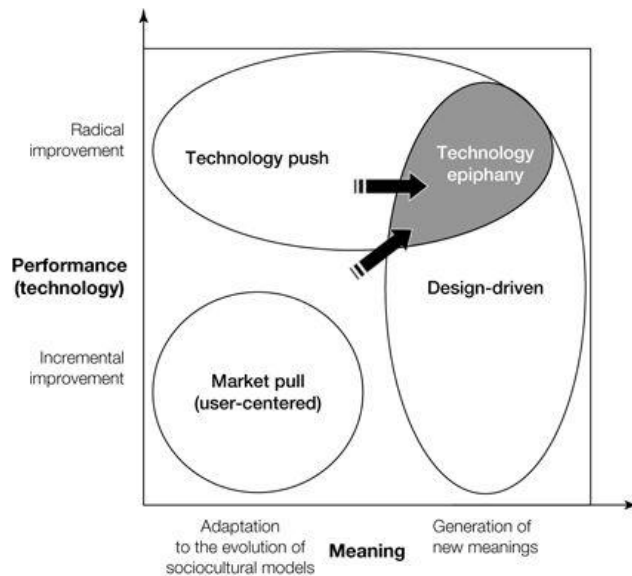 Radical
improvement
Technology push
Technology
epiphany
Performance
(technology)
Design-driven
Incremental
improvement
Market pull
(user-centered)
Adaptation
to the evolution of
sociocultural models
Meaning
Generation of
new meanings